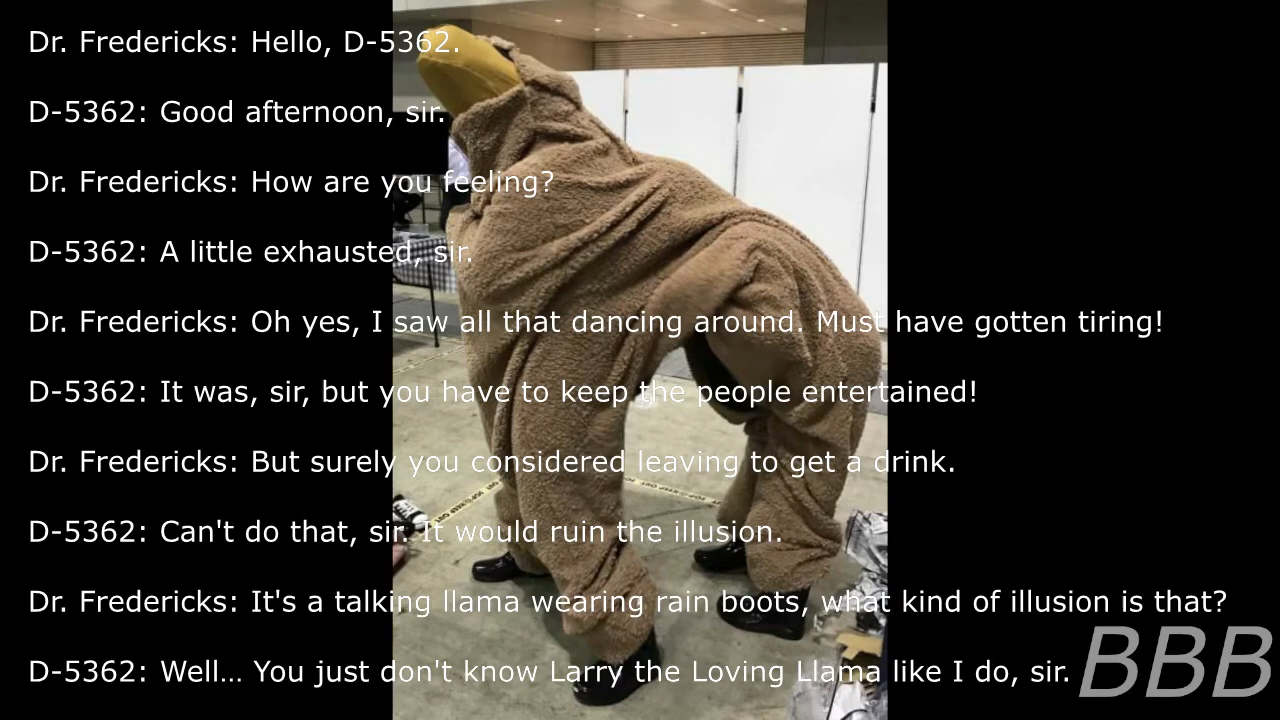 Dr. Fredericks: Hello, D-5362.
D-5362: Good afternoon, sir.
Dr. Fredericks: How are you feeling?
D-5362: A little exhausted, sir.
Dr. Fredericks: Oh yes, I saw all that dancing around. Must have gotten tiring!
D-5362: It was, sir, but you have to keep the people entertained!
Dr. Fredericks: But surely you considered leaving to get a drink.
D-5362: Can't do that, sir. It would ruin the illusion.
Dr. Fredericks: It's a talking llama wearing rain boots, what kind of illusion is that?
D-5362: Well… You just don't know Larry the Loving Llama like I do, sir.
BBB